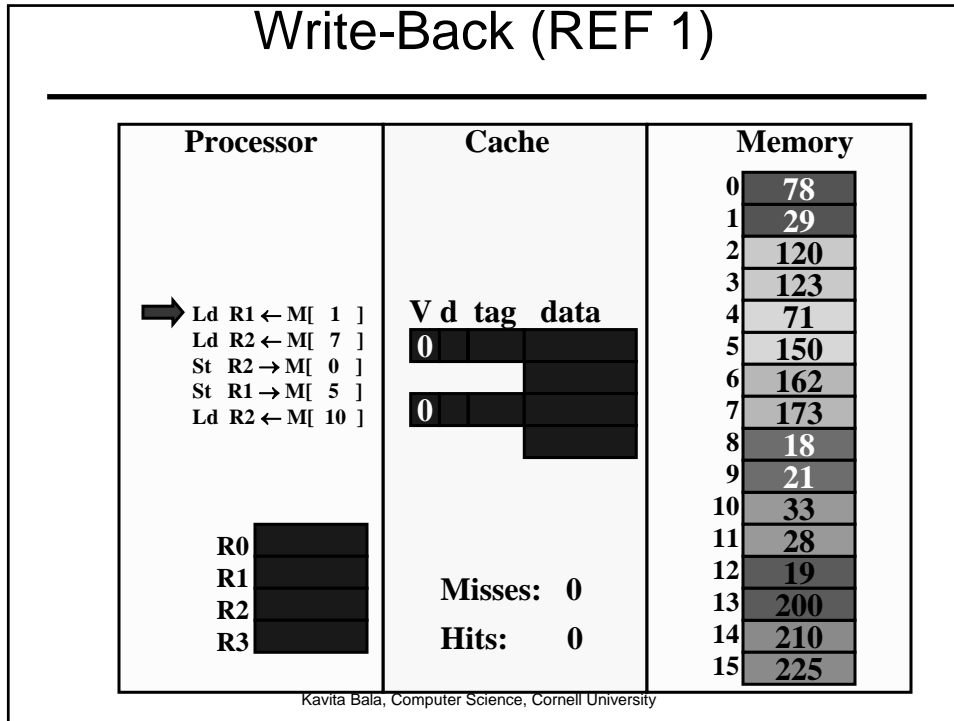 Write-Back (REF 1)
Processor
Ld R1 ← M[ 1 ]
Ld R2 ← M[ 7 ]
St R2 → M[ 0 ]
St R1 → M[ 5 ]
Ld R2 ← M[ 10 ]
R0
R1
R2
R3
Cache
V d tag data
0
0
Misses: 0
Hits: 0
Memory
0 78
1 29
2 120
3 123
4 71
5 150
6 162
7 173
8 18
9 21
10 33
11 28
12 19
13 200
14 210
15 225
Kavita Bala, Computer Science, Cornell University